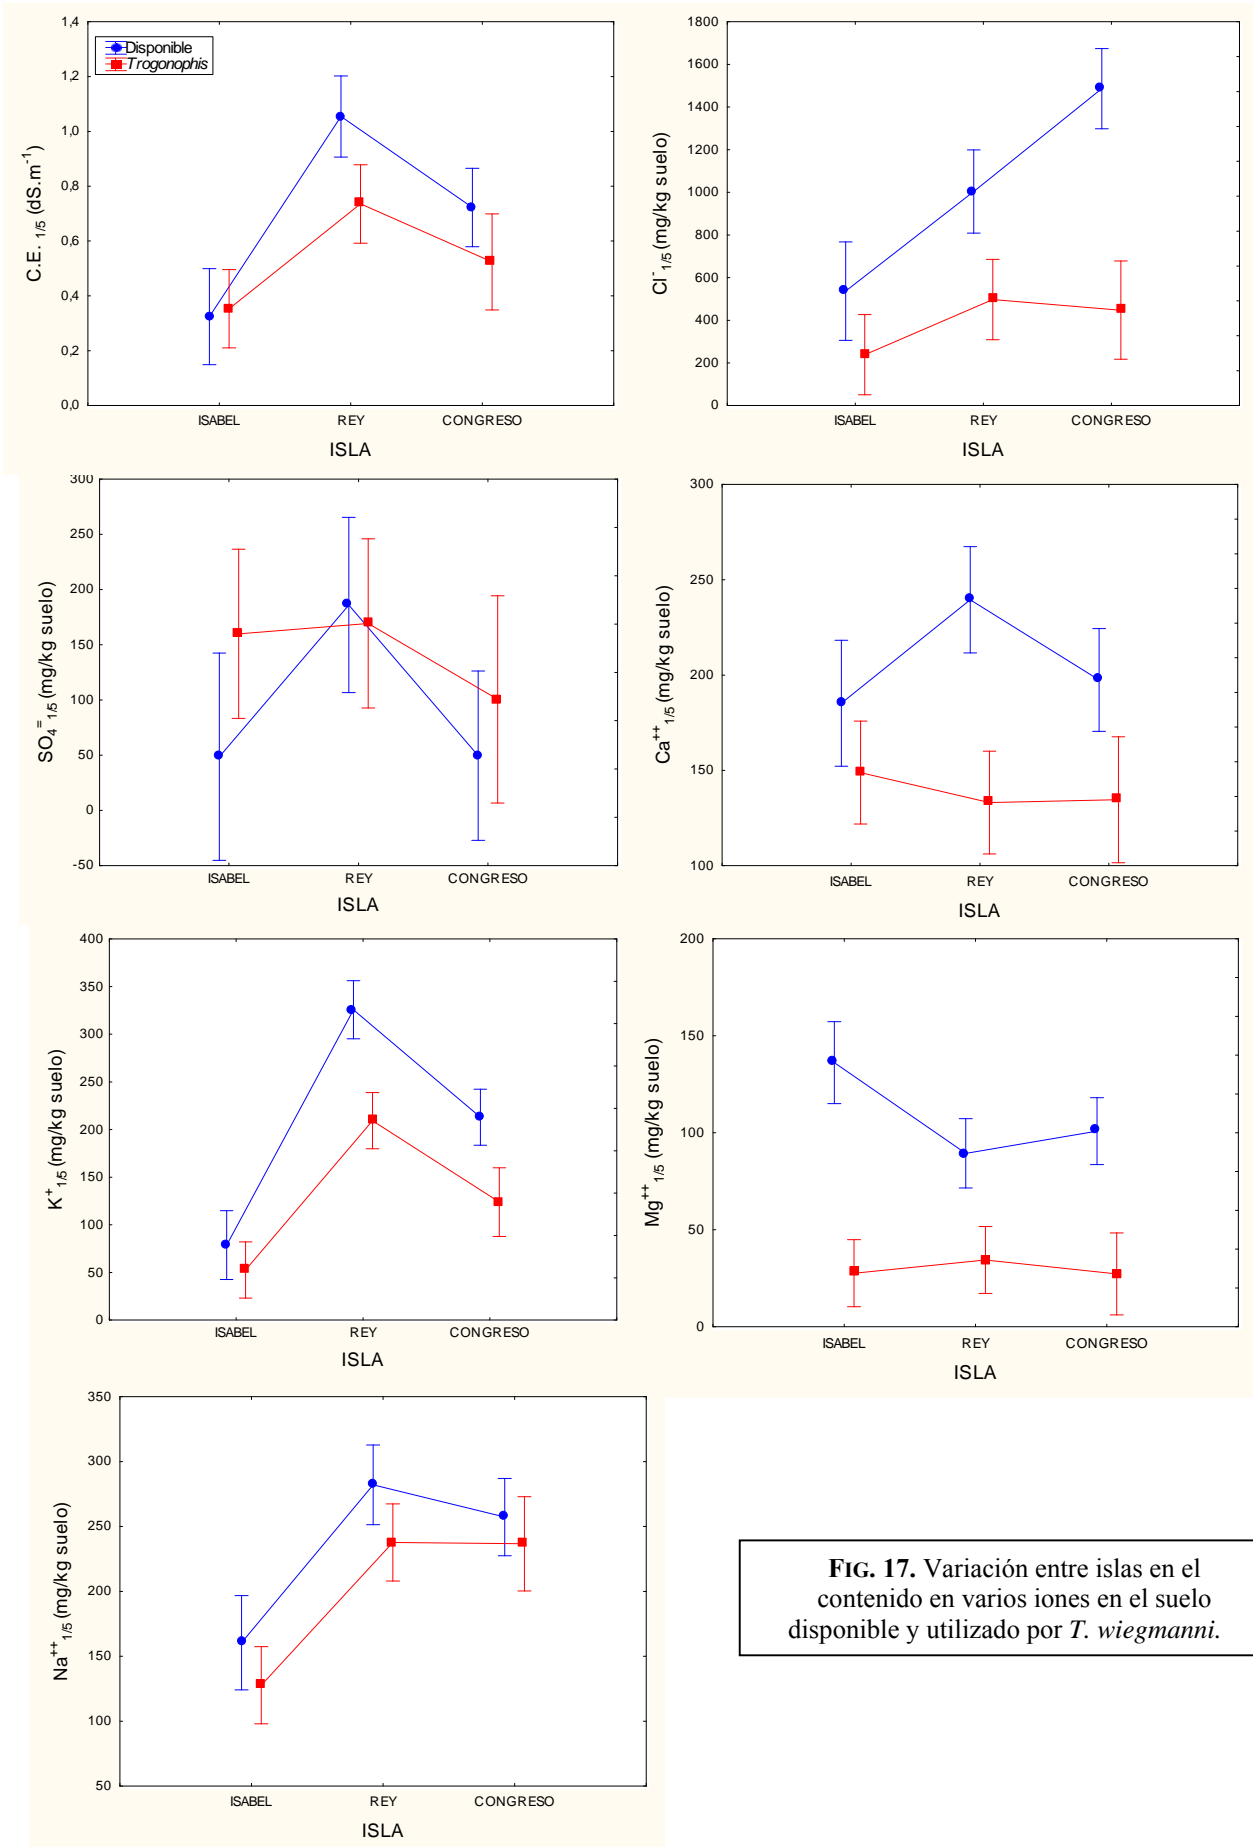 1,4
1,2
1,0
0,8
0,6
0,4
0,2
0,0
C.E. 1/5 (dS.m-1)
Disponible
Trogonophis
ISABEL REY CONGRESO
ISLA
1800
1600
1400
1200
1000
800
600
400
200
0
Cl- 1/5 (mg/kg suelo)
ISABEL REY CONGRESO
ISLA
300
250
200
150
100
50
0
-50
SO4= 1/5 (mg/kg suelo)
ISABEL REY CONGRESO
ISLA
300
250
200
150
100
Ca++ 1/5 (mg/kg suelo)
ISABEL REY CONGRESO
ISLA
400
350
300
250
200
150
100
50
0
K+ 1/5 (mg/kg suelo)
ISABEL REY CONGRESO
ISLA
200
150
100
50
0
Mg++ 1/5 (mg/kg suelo)
ISABEL REY CONGRESO
ISLA
350
300
250
200
150
100
50
Na++ 1/5 (mg/kg suelo)
ISABEL REY CONGRESO
ISLA
FIG. 17. Variación entre islas en el
contenido en varios iones en el suelo
disponible y utilizado por T. wiegmanni.